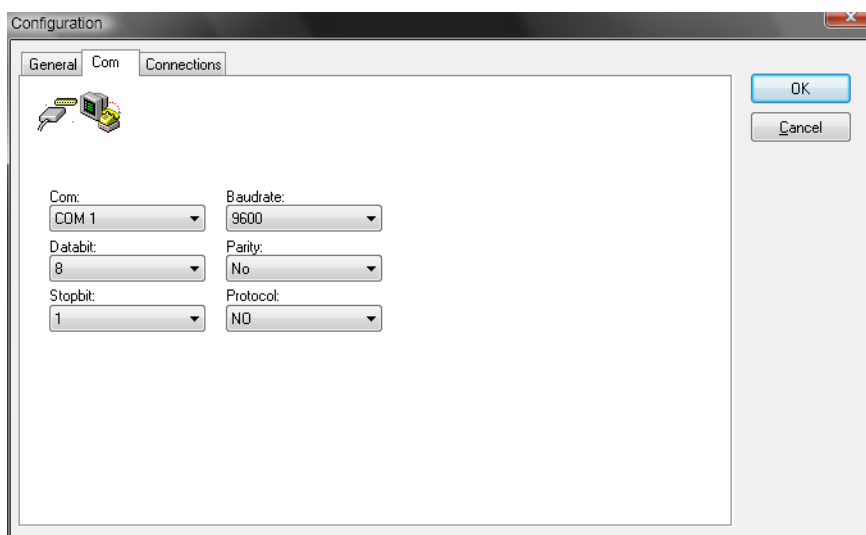 Configuration
General Com Connections
OK
Cancel
Com: Baudrate:
COM 1 9600
Databit: Parity:
8 No
Stopbit: Protocol:
1 NO